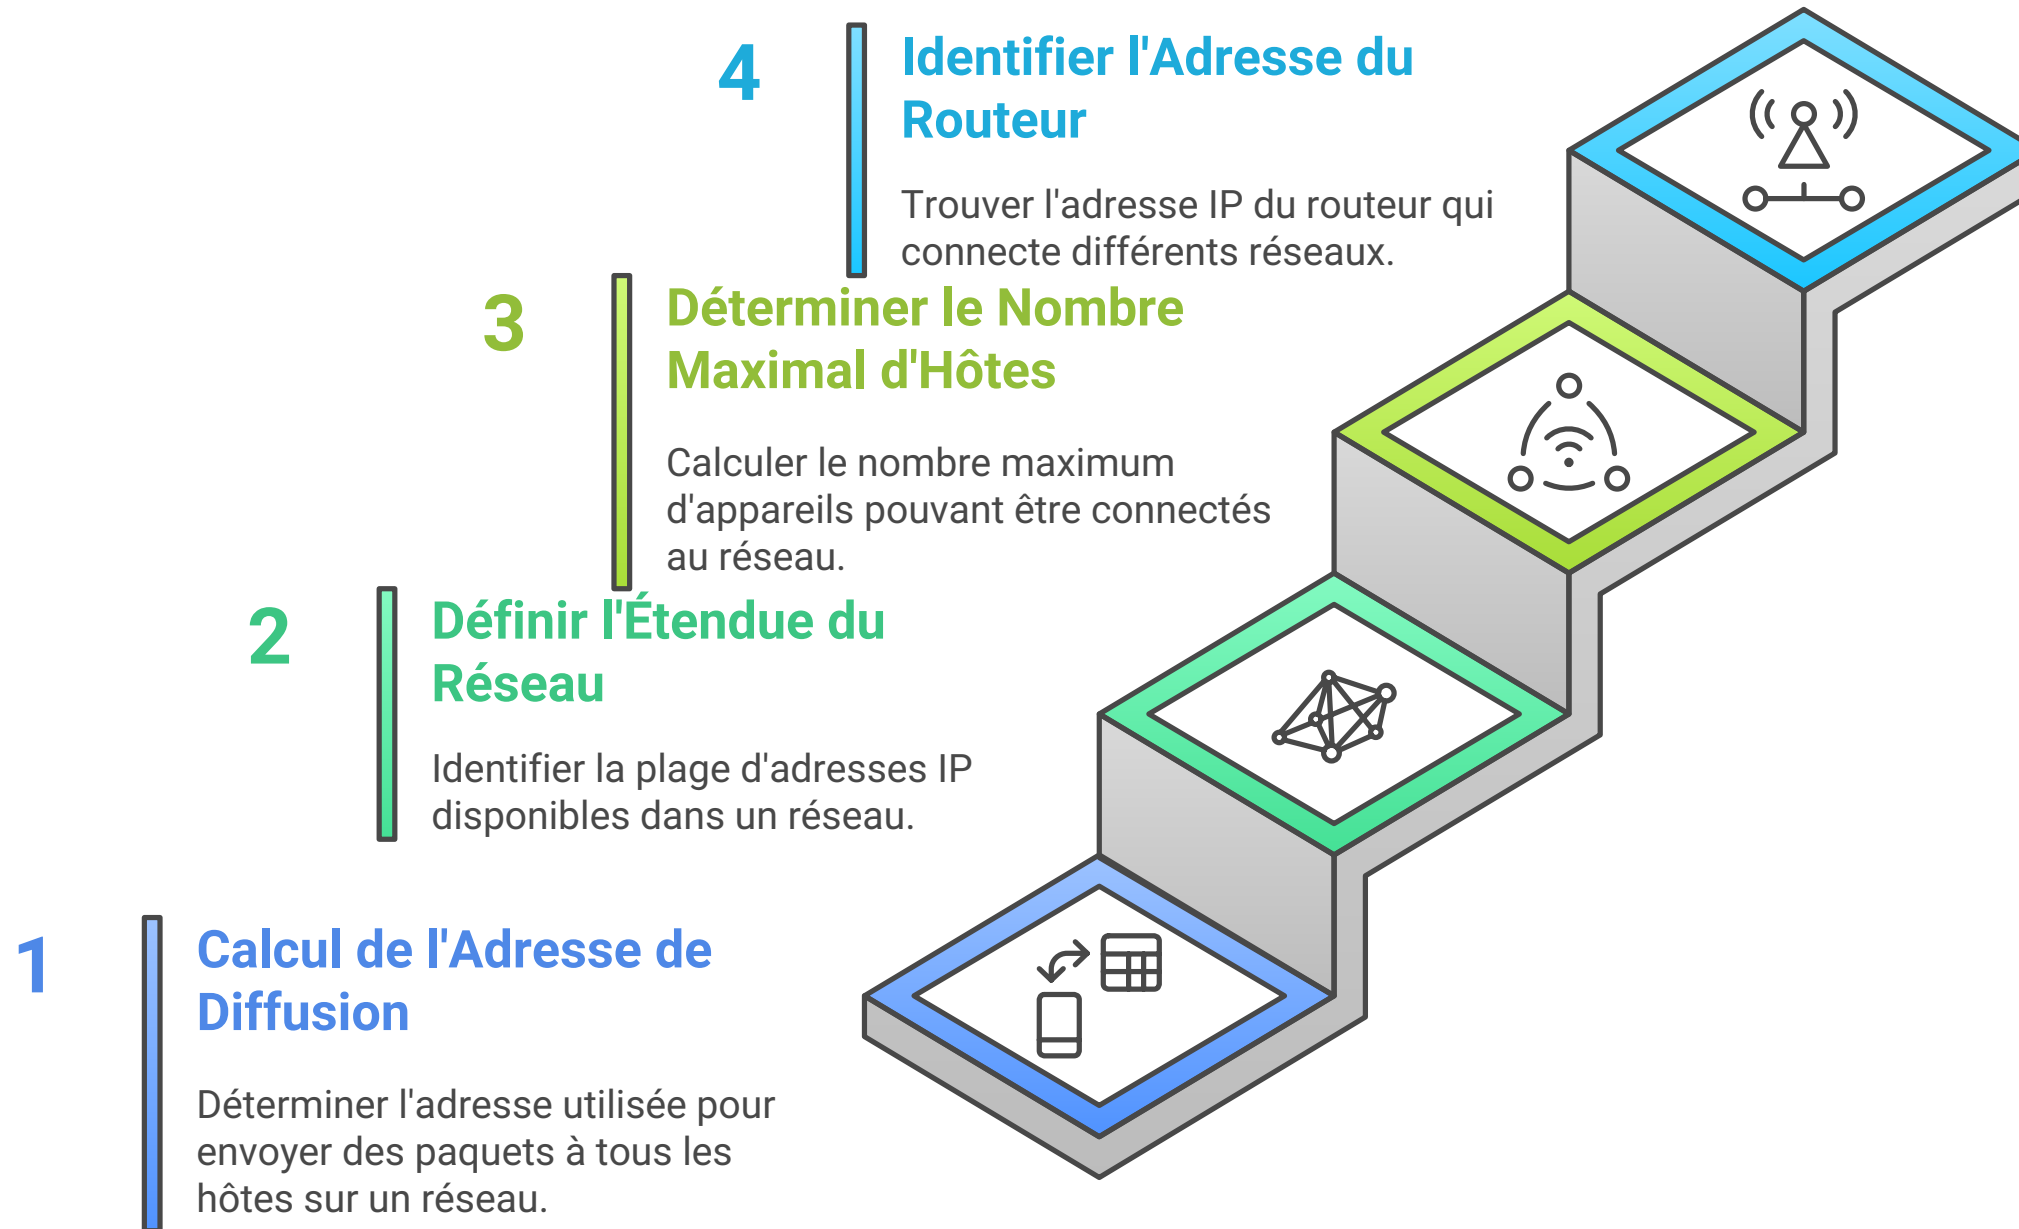 4
Identifier l'Adresse du
Routeur
Trouver l'adresse IP du routeur qui
connecte différents réseaux.
3
Déterminer le Nombre
Maximal d'Hôtes
Calculer le nombre maximum
d'appareils pouvant être connectés
au réseau.
2
Définir l'Étendue du
Réseau
Identifier la plage d'adresses IP
disponibles dans un réseau.
1
Calcul de l'Adresse de
Diffusion
Déterminer l'adresse utilisée pour
envoyer des paquets à tous les
hôtes sur un réseau.